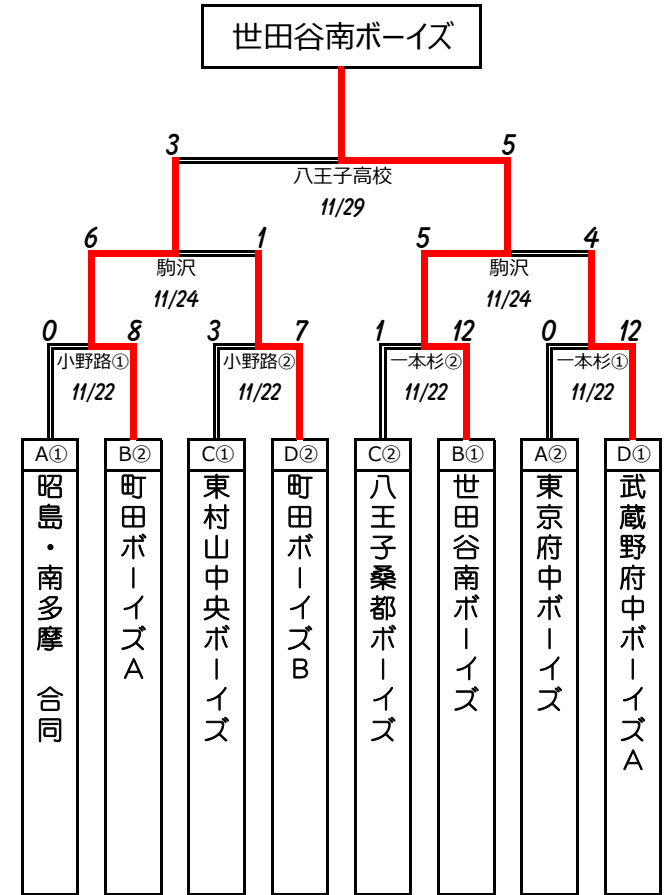 世田谷南ボーイズ
3 5
八王子高校
11/29
6 1 5 4
駒沢 駒沢
11/24 11/24
0 8 3 7 1 12 0 12
小野路① 小野路② 一本杉② 一本杉①
11/22 11/22 11/22 11/22
A① B② C① D② C② B① A② D①
昭島・南多摩 合同
町田ボーイズA
東村山中央ボーイズ
町田ボーイズB
八王子桑都ボーイズ
世田谷南ボーイズ
東京府中ボーイズ
武蔵野府中ボーイズA